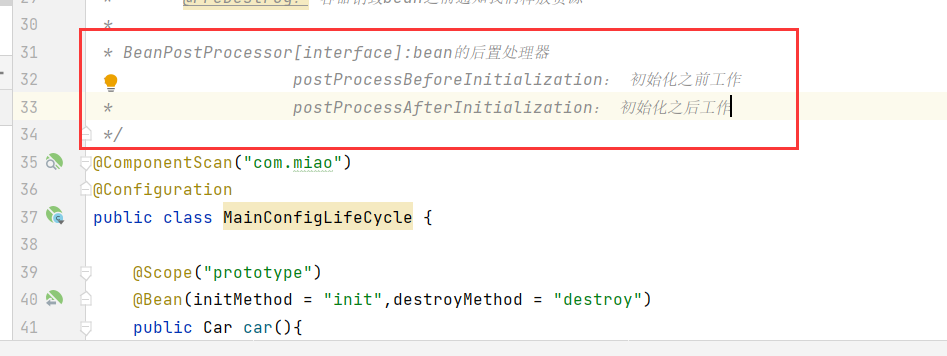 30 *
31 * BeanPostProcessor[interface]:bean的后置处理器
32 postProcessBeforeInitialization: 初始化之前工作
33 * postProcessAfterInitialization: 初始化之后工作
34 */
35 @ComponentScan("com.miao")
36 @Configuration
37 public class MainConfigLifeCycle {
38
39 @Scope("prototype")
40 @Bean(initMethod = "init",destroyMethod = "destroy")
41 public Car car(){